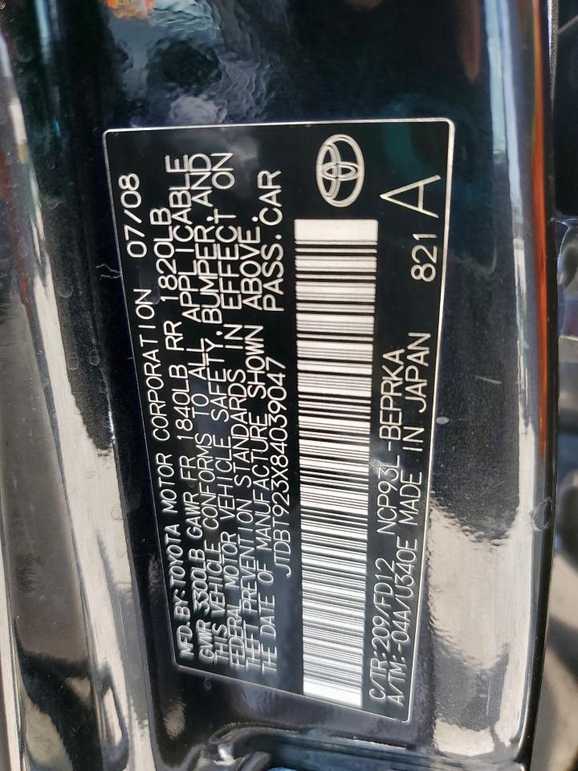 MFD.BY:TOYOTA MOTOR CORPORATION 07/08
GVWR 3300LB GAWR FR 1840LB RR 1820LB
THIS VEHICLE CONFORMS TO ALL APPLICABLE
FEDERAL MOTOR VEHICLE SAFETY,BUMPER,AND
THEFT PREVENTION STANDARDS IN EFFECT ON
THE DATE OF MANUFACTURE SHOWN ABOVE.
JTDBT923X84039047 PASS.CAR
C/TR:209/FD12 NCP93L-BEPRKA
A/TM:-04A/U340E MADE IN JAPAN 821 A